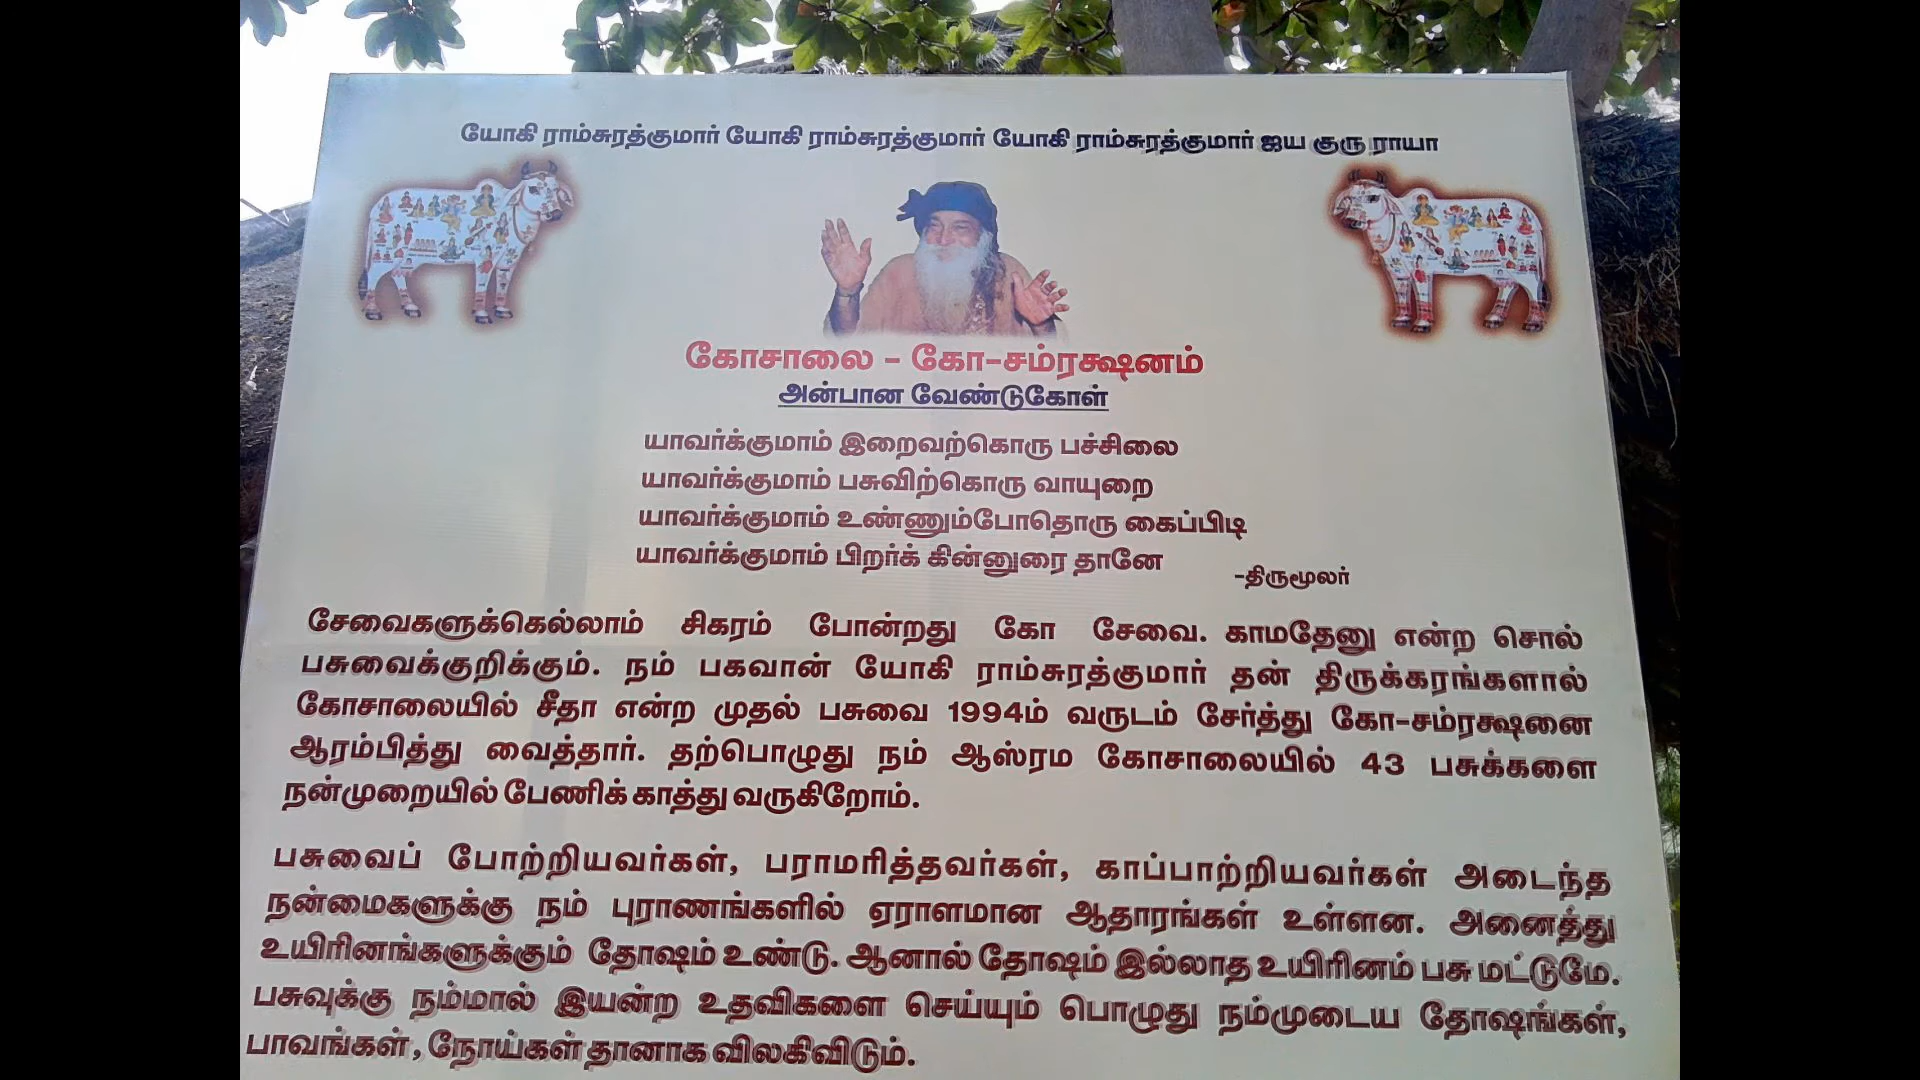 யோகி ராம்சுரத்குமார் யோகி ராம்சுரத்குமார் யோகி ராம்சுரத்குமார் ஜய குரு ராயா
கோசாலை - கோ-சம்ரக்ஷனம்
அன்பான வேண்டுகோள்
யாவர்க்குமாம் இறைவற்கொரு பச்சிலை
யாவர்க்குமாம் பசுவிற்கொரு வாயுறை
யாவர்க்குமாம் உண்ணும்போதொரு கைப்பிடி
யாவர்க்குமாம் பிறர்க் கின்னுரை தானே
-திருமூலர்
சேவைகளுக்கெல்லாம் சிகரம் போன்றது கோ சேவை. காமதேனு என்ற சொல்
பசுவைக்குறிக்கும். நம் பகவான் யோகி ராம்சுரத்குமார் தன் திருக்கரங்களால்
கோசாலையில் சீதா என்ற முதல் பசுவை 1994ம் வருடம் சேர்த்து கோ-சம்ரக்ஷனை
ஆரம்பித்து வைத்தார். தற்பொழுது நம் ஆஸ்ரம கோசாலையில் 43 பசுக்களை
நன்முறையில் பேணிக் காத்து வருகிறோம்.
பசுவைப் போற்றியவர்கள், பராமரித்தவர்கள், காப்பாற்றியவர்கள் அடைந்த
நன்மைகளுக்கு நம் புராணங்களில் ஏராளமான ஆதாரங்கள் உள்ளன. அனைத்து
உயிரினங்களுக்கும் தோஷம் உண்டு. ஆனால் தோஷம் இல்லாத உயிரினம் பசு மட்டுமே.
பசுவுக்கு நம்மால் இயன்ற உதவிகளை செய்யும் பொழுது நம்முடைய தோஷங்கள்,
பாவங்கள், நோய்கள் தானாக விலகிவிடும்.